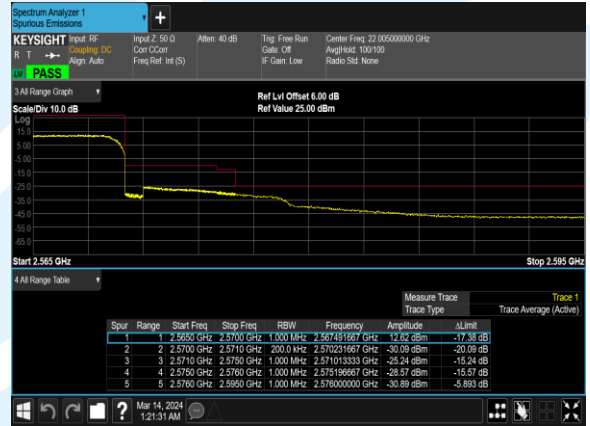 Spectrum Analyzer 1
Spurious Emissions
KEYSIGHT Input: RF Input Z: 50 Ω Atten: 40 dB Trig: Free Run Center Freq: 22.005000000 GHz
R T Coupling: DC Corr CCorr Gate: Off Avg|Hold: 100/100
Align: Auto Freq Ref: Int (S) IF Gain: Low Radio Std: None
PASS
3 All Range Graph
Ref Lvl Offset 6.00 dB
Scale/Div 10.0 dB Ref Value 25.00 dBm
Log
15.0
5.00
-5.00
-15.0
-25.0
-35.0
-45.0
-55.0
-65.0
Start 2.565 GHz Stop 2.595 GHz
4 All Range Table
Measure Trace Trace 1
Trace Type Trace Average (Active)
Spur Range Start Freq Stop Freq RBW Frequency Amplitude ΔLimit
1 1 2.5650 GHz 2.5700 GHz 1.000 MHz 2.567491667 GHz 12.62 dBm -17.38 dB
2 2 2.5700 GHz 2.5710 GHz 200.0 kHz 2.570231667 GHz -30.09 dBm -20.09 dB
3 3 2.5710 GHz 2.5750 GHz 1.000 MHz 2.571013333 GHz -25.24 dBm -15.24 dB
4 4 2.5750 GHz 2.5760 GHz 1.000 MHz 2.575196667 GHz -28.57 dBm -15.57 dB
5 5 2.5760 GHz 2.5950 GHz 1.000 MHz 2.576000000 GHz -30.89 dBm -5.893 dB
Mar 14, 2024
1:21:31 AM